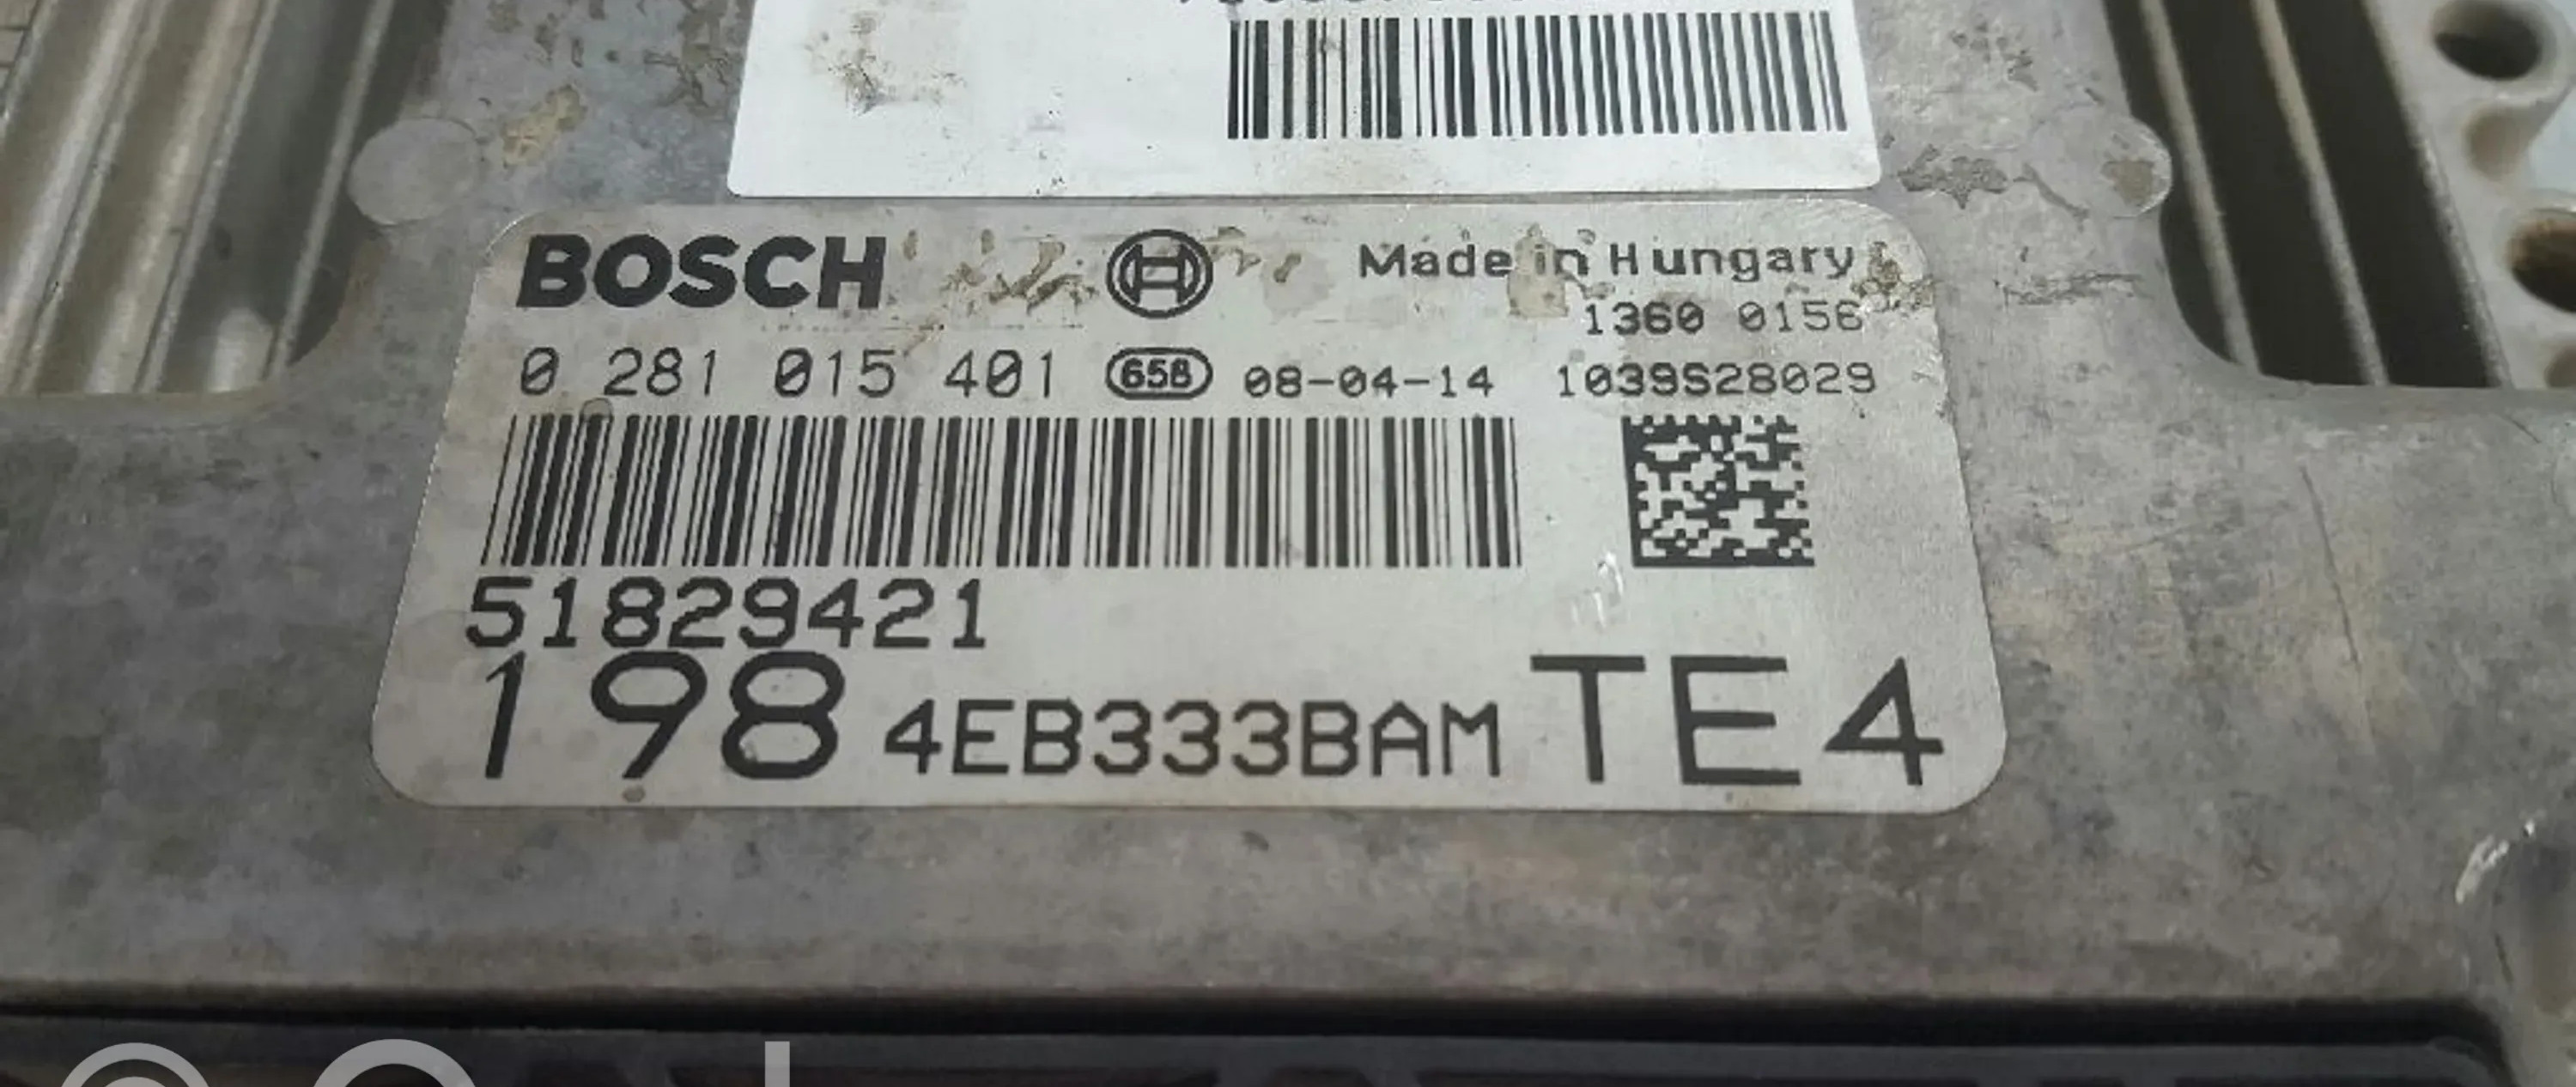 BOSCH
Made in Hungary
1360 0156
0 281 015 401 658 08-04-14 1039S28029
51829421
198 4EB333BAM TE4